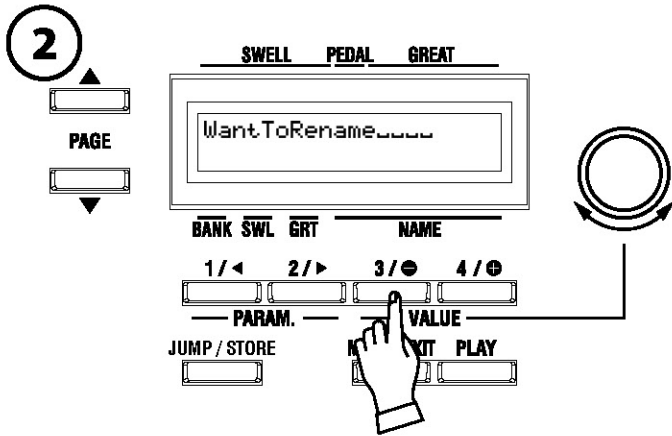 2
SWELL PEDAL GREAT
WantToRename␣␣␣␣
PAGE
BANK SWL GRT NAME
1 / ◄ 2 / ► 3 / ⊖ 4 / ⊕
PARAM. VALUE
JUMP / STORE PLAY